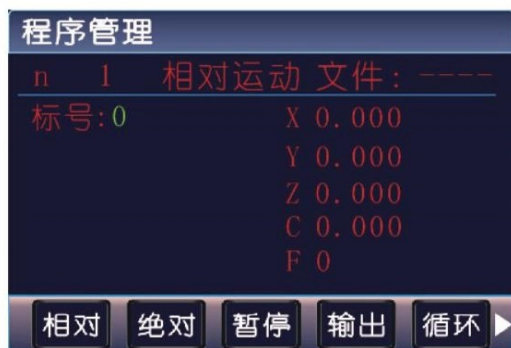 程序管理
n 1 相对运动 文件: ----
标号:0 X 0.000
Y 0.000
Z 0.000
C 0.000
F 0
相对 绝对 暂停 输出 循环